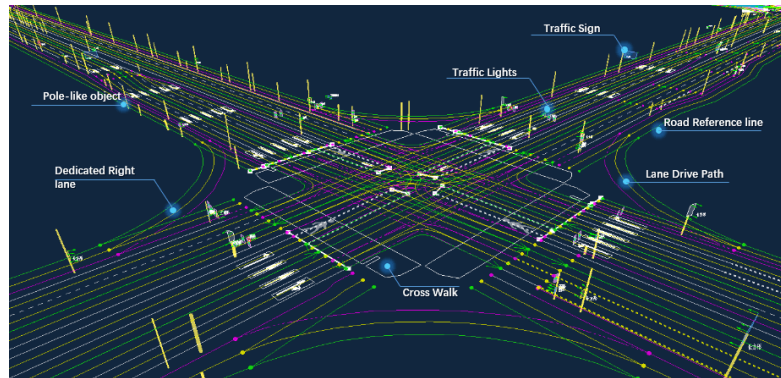 Traffic Sign
Traffic Lights
Pole-like object
Road Reference line
Dedicated Right
lane
Lane Drive Path
Cross Walk